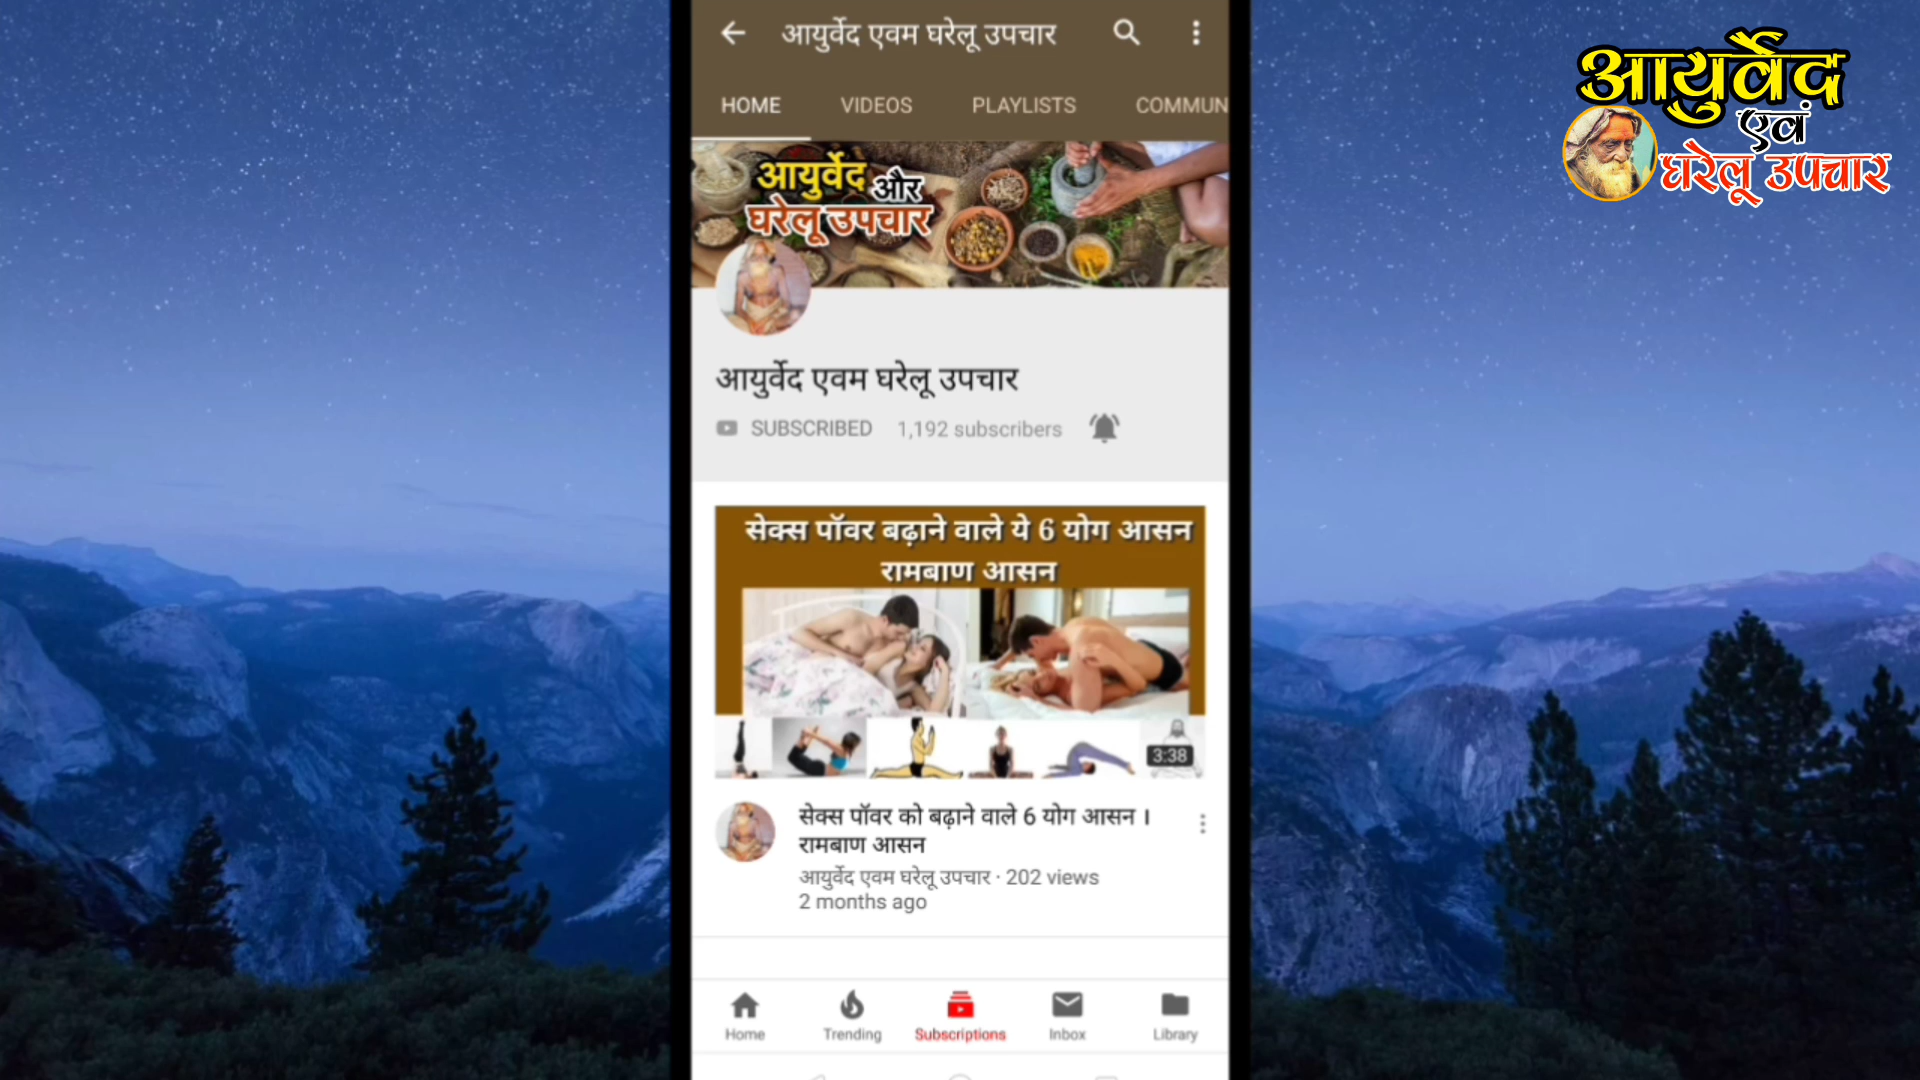 आयुर्वेद एवम घरेलू उपचार
HOME VIDEOS PLAYLISTS COMMUN
आयुर्वेद और
घरेलू उपचार
आयुर्वेद एवम घरेलू उपचार
SUBSCRIBED 1,192 subscribers
सेक्स पॉवर बढ़ाने वाले ये 6 योग आसन
रामबाण आसन
3:38
सेक्स पॉवर को बढ़ाने वाले 6 योग आसन ।
रामबाण आसन
आयुर्वेद एवम घरेलू उपचार · 202 views
2 months ago
Home Trending Subscriptions Inbox Library
आयुर्वेद
एवं
घरेलू उपचार